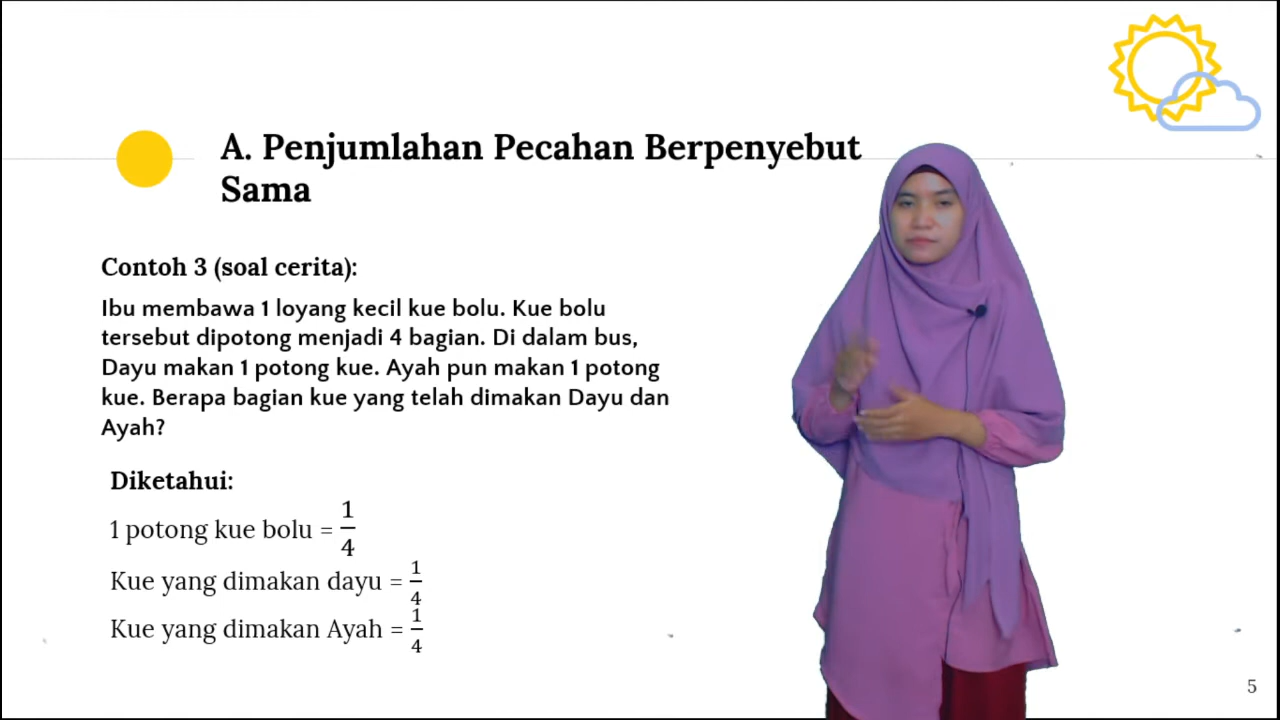 A. Penjumlahan Pecahan Berpenyebut
Sama
Contoh 3 (soal cerita):
Ibu membawa 1 loyang kecil kue bolu. Kue bolu
tersebut dipotong menjadi 4 bagian. Di dalam bus,
Dayu makan 1 potong kue. Ayah pun makan 1 potong
kue. Berapa bagian kue yang telah dimakan Dayu dan
Ayah?
Diketahui:
1 potong kue bolu = 1/4
Kue yang dimakan dayu = 1/4
Kue yang dimakan Ayah = 1/4
5